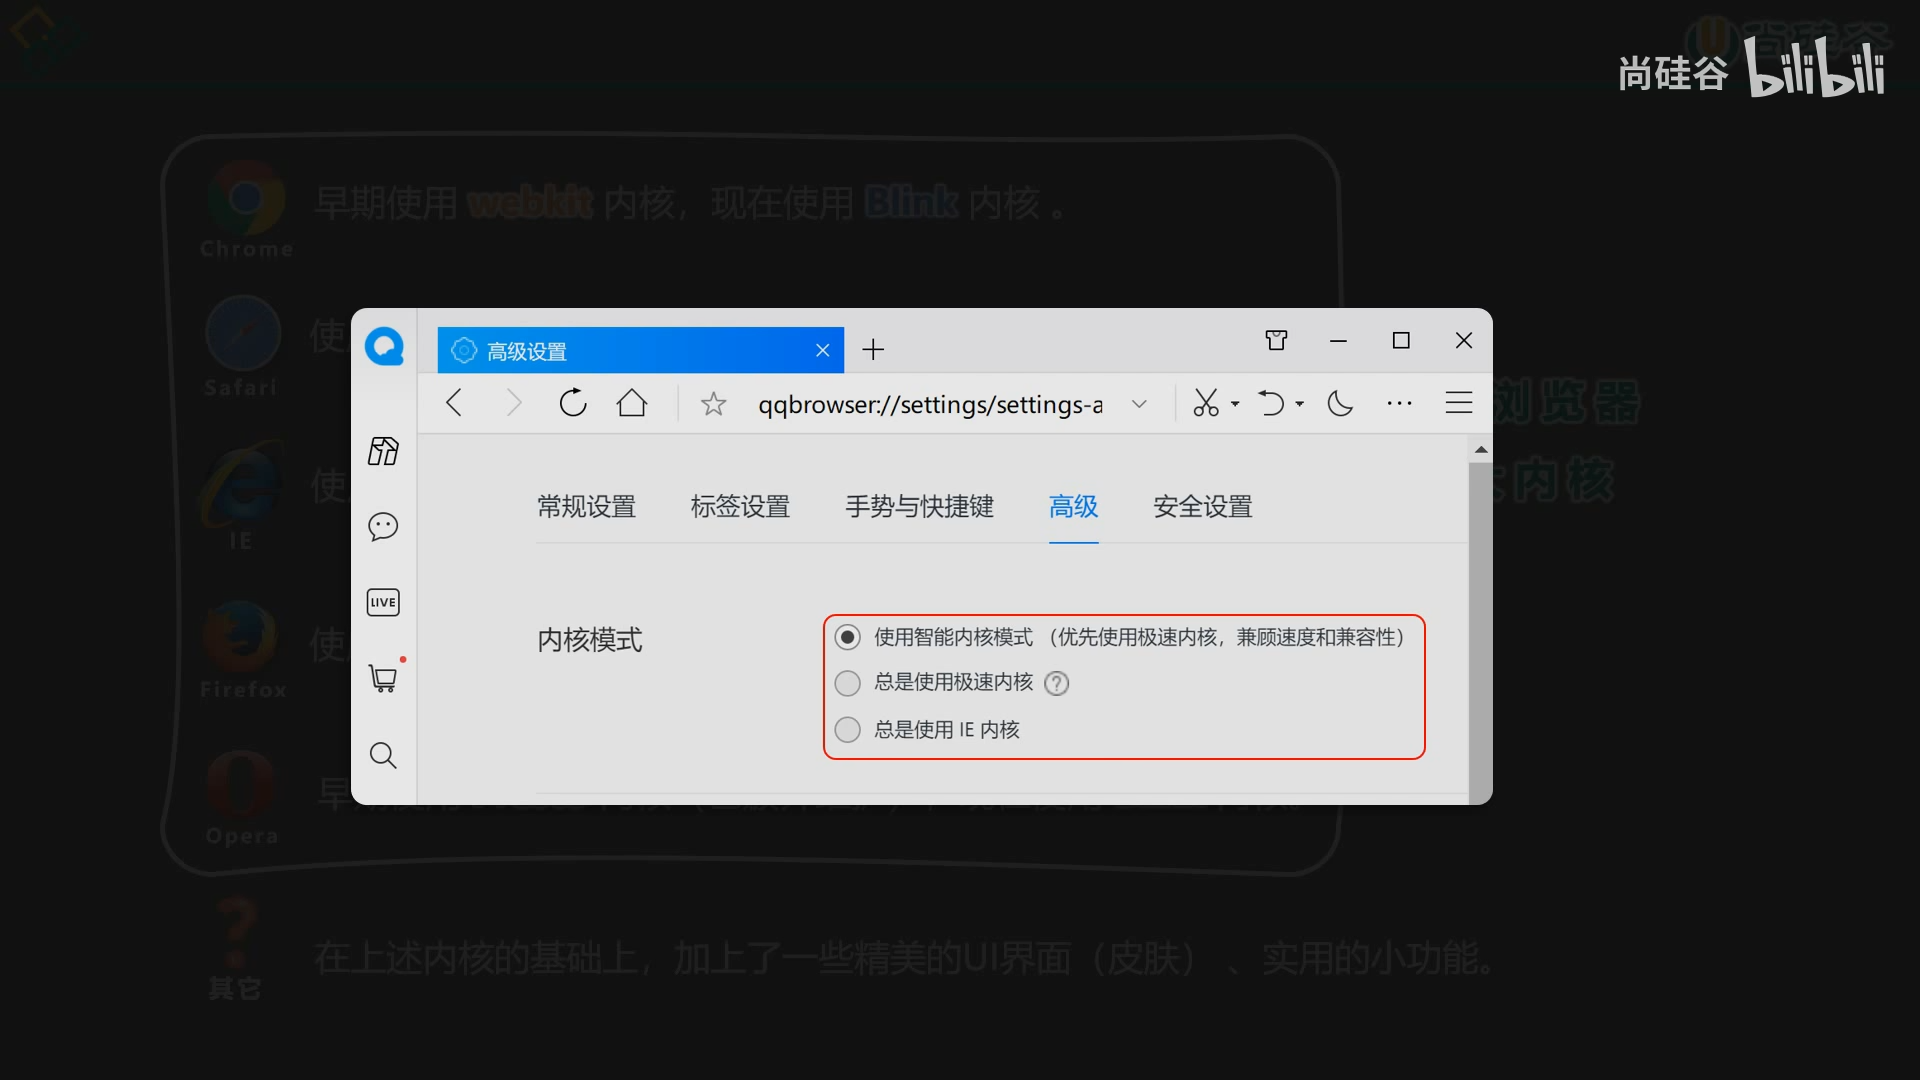 尚硅谷
尚硅谷 bilibili
早期使用 webkit 内核，现在使用 Blink 内核 。
Chrome
使
Safari
浏览器
使
大内核
IE
使
Firefox
Opera
高级设置
qqbrowser://settings/settings-a
常规设置 标签设置 手势与快捷键 高级 安全设置
LIVE
内核模式
使用智能内核模式 （优先使用极速内核，兼顾速度和兼容性）
总是使用极速内核 ?
总是使用 IE 内核
?
在上述内核的基础上，加上了一些精美的UI界面（皮肤） 、实用的小功能。
其它